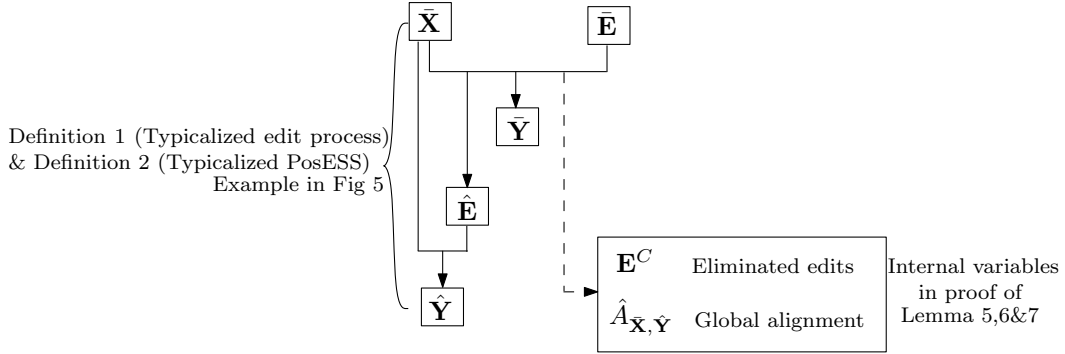 X̄
Ē
Ȳ
Definition 1 (Typicalized edit process)
& Definition 2 (Typicalized PosESS)
Example in Fig 5
Ê
Ŷ
E^C Eliminated edits
Â_{X̄,Ŷ} Global alignment
Internal variables
in proof of
Lemma 5,6&7